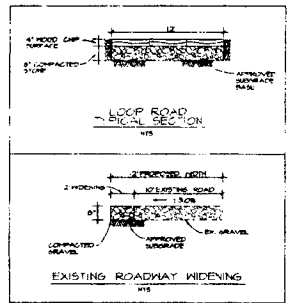 12'
4" WOOD CHIP
SURFACE
COMPACTED
STONE
APPROVED
SUBGRADE
BASE
LOOP ROAD
TYPICAL SECTION
NTS
12' PROPOSED WIDTH
2' WIDENING
10' EXISTING ROAD
8"
COMPACTED
GRAVEL
APPROVED
SUBGRADE
EX. GRAVEL
EXISTING ROADWAY WIDENING
NTS